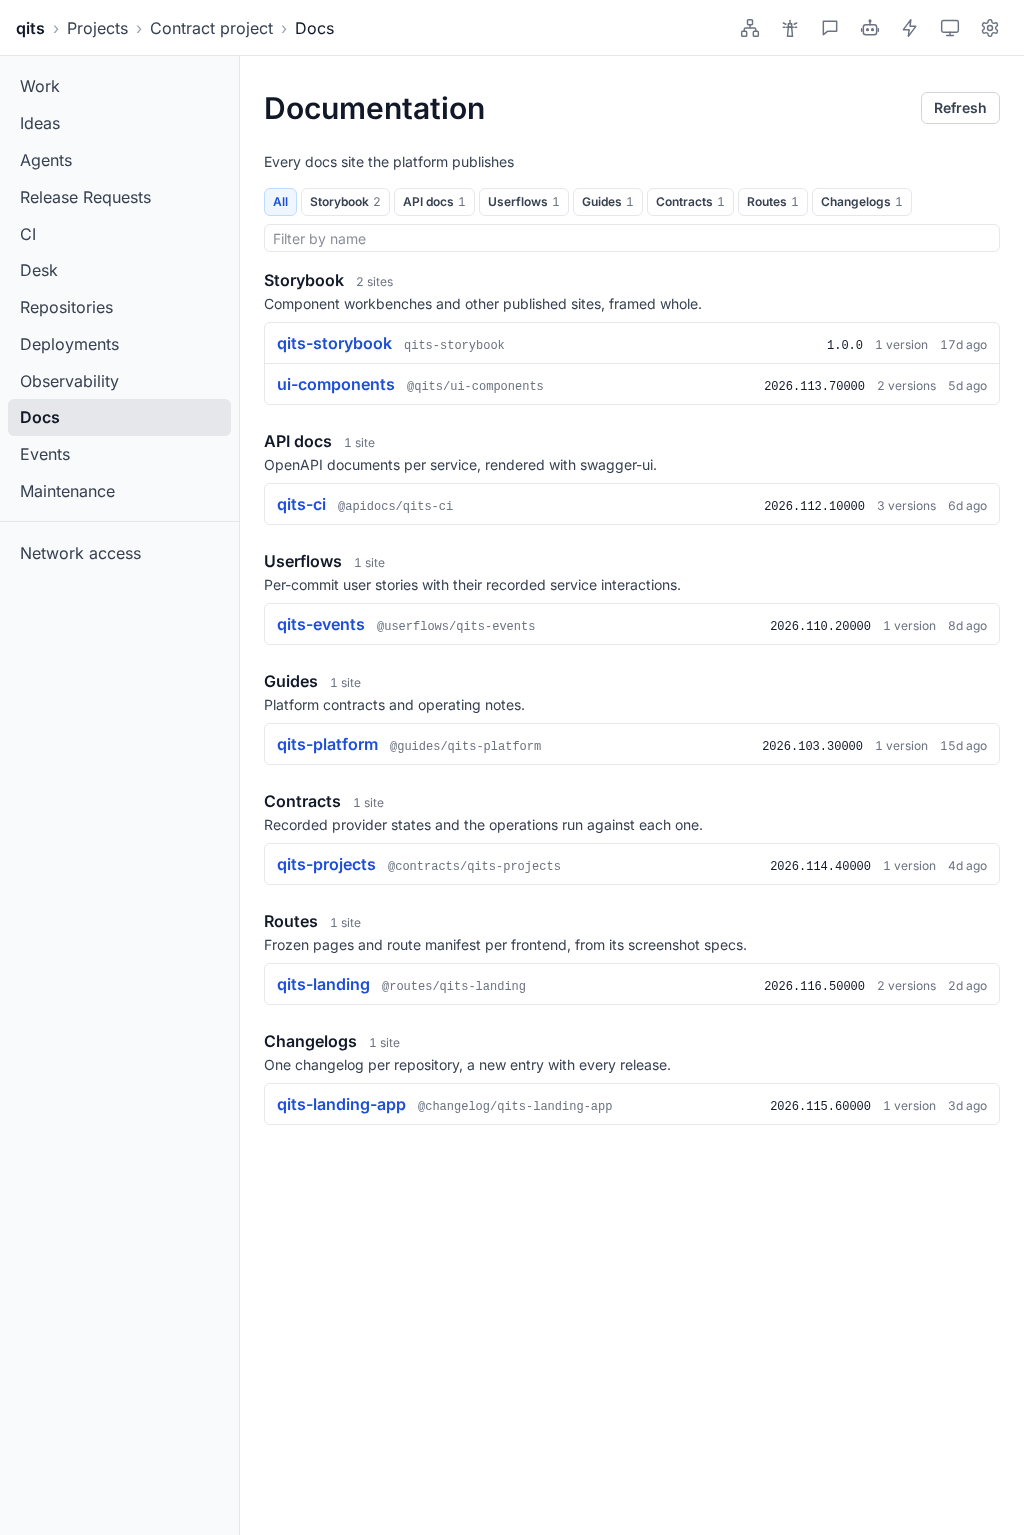 qits › Projects › Contract project › Docs
Work
Ideas
Agents
Release Requests
CI
Desk
Repositories
Deployments
Observability
Docs
Events
Maintenance
Network access
Documentation
Refresh
Every docs site the platform publishes
All Storybook 2 API docs 1 Userflows 1 Guides 1 Contracts 1 Routes 1 Changelogs 1
Filter by name
Storybook 2 sites
Component workbenches and other published sites, framed whole.
qits-storybook qits-storybook 1.0.0 1 version 17d ago
ui-components @qits/ui-components 2026.113.70000 2 versions 5d ago
API docs 1 site
OpenAPI documents per service, rendered with swagger-ui.
qits-ci @apidocs/qits-ci 2026.112.10000 3 versions 6d ago
Userflows 1 site
Per-commit user stories with their recorded service interactions.
qits-events @userflows/qits-events 2026.110.20000 1 version 8d ago
Guides 1 site
Platform contracts and operating notes.
qits-platform @guides/qits-platform 2026.103.30000 1 version 15d ago
Contracts 1 site
Recorded provider states and the operations run against each one.
qits-projects @contracts/qits-projects 2026.114.40000 1 version 4d ago
Routes 1 site
Frozen pages and route manifest per frontend, from its screenshot specs.
qits-landing @routes/qits-landing 2026.116.50000 2 versions 2d ago
Changelogs 1 site
One changelog per repository, a new entry with every release.
qits-landing-app @changelog/qits-landing-app 2026.115.60000 1 version 3d ago